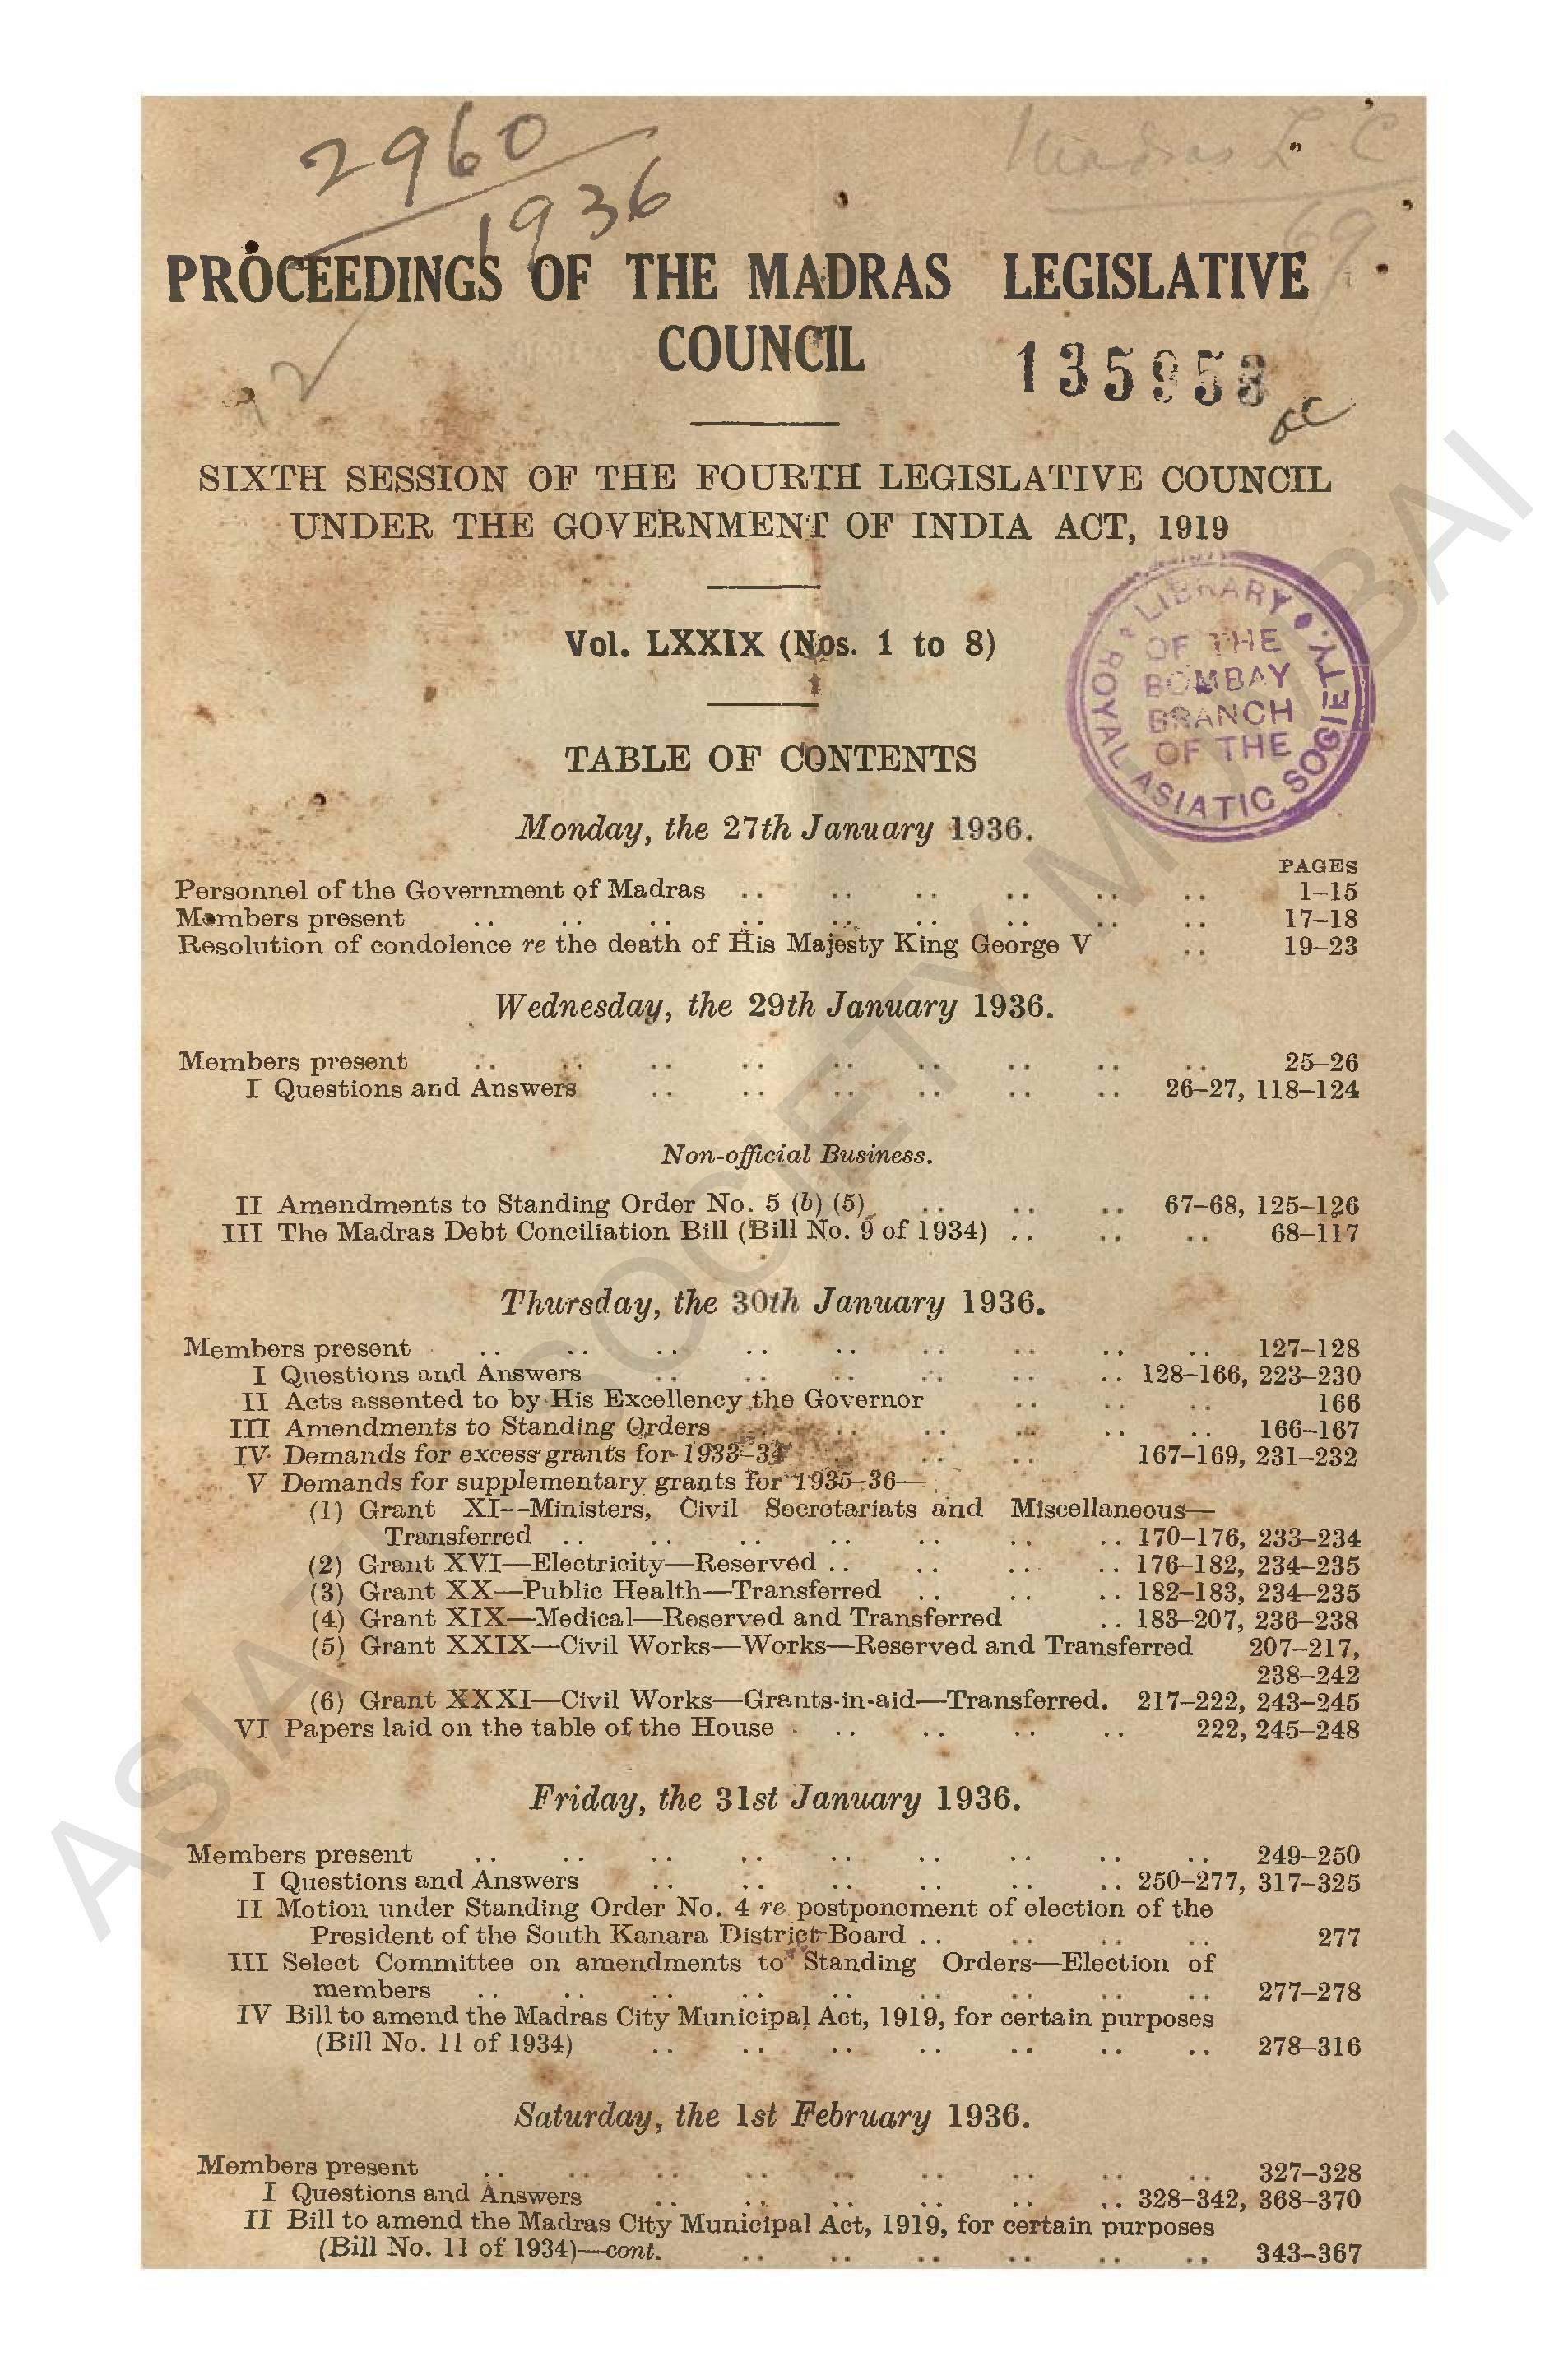 2960
1936
Madras L. C
69
PROCEEDINGS OF THE MADRAS LEGISLATIVE
COUNCIL
135953
SIXTH SESSION OF THE FOURTH LEGISLATIVE COUNCIL
UNDER THE GOVERNMENT OF INDIA ACT, 1919
Vol. LXXIX (Nos. 1 to 8)
LIBRARY
OF THE
BOMBAY
BRANCH
OF THE
ROYAL ASIATIC SOCIETY.
TABLE OF CONTENTS
Monday, the 27th January 1936.
PAGES
Personnel of the Government of Madras .. .. .. .. .. .. 1–15
Members present .. .. .. .. .. .. .. .. .. 17–18
Resolution of condolence re the death of His Majesty King George V .. 19–23
Wednesday, the 29th January 1936.
Members present .. .. .. .. .. .. .. .. .. 25–26
I Questions and Answers .. .. .. .. .. .. 26–27, 118–124
Non-official Business.
II Amendments to Standing Order No. 5 (b) (5) .. .. .. 67–68, 125–126
III The Madras Debt Conciliation Bill (Bill No. 9 of 1934) .. .. .. 68–117
Thursday, the 30th January 1936.
Members present .. .. .. .. .. .. .. .. .. 127–128
I Questions and Answers .. .. .. .. .. .. 128–166, 223–230
II Acts assented to by His Excellency the Governor .. .. .. 166
III Amendments to Standing Orders .. .. .. .. .. .. 166–167
IV Demands for excess grants for 1933–34 .. .. .. 167–169, 231–232
V Demands for supplementary grants for 1935–36—
(1) Grant XI--Ministers, Civil Secretariats and Miscellaneous—
Transferred .. .. .. .. .. .. .. 170–176, 233–234
(2) Grant XVI—Electricity—Reserved .. .. .. .. 176–182, 234–235
(3) Grant XX—Public Health—Transferred .. .. .. 182–183, 234–235
(4) Grant XIX—Medical—Reserved and Transferred .. 183–207, 236–238
(5) Grant XXIX—Civil Works—Works—Reserved and Transferred 207–217,
238–242
(6) Grant XXXI—Civil Works—Grants-in-aid—Transferred. 217–222, 243–245
VI Papers laid on the table of the House .. .. .. .. 222, 245–248
Friday, the 31st January 1936.
Members present .. .. .. .. .. .. .. .. .. 249–250
I Questions and Answers .. .. .. .. .. .. 250–277, 317–325
II Motion under Standing Order No. 4 re postponement of election of the
President of the South Kanara District Board .. .. .. .. 277
III Select Committee on amendments to Standing Orders—Election of
members .. .. .. .. .. .. .. .. .. 277–278
IV Bill to amend the Madras City Municipal Act, 1919, for certain purposes
(Bill No. 11 of 1934) .. .. .. .. .. .. .. 278–316
Saturday, the 1st February 1936.
Members present .. .. .. .. .. .. .. .. .. 327–328
I Questions and Answers .. .. .. .. .. .. 328–342, 368–370
II Bill to amend the Madras City Municipal Act, 1919, for certain purposes
(Bill No. 11 of 1934)—cont. .. .. .. .. .. .. 343–367
ASIATIC SOCIETY MUMBAI